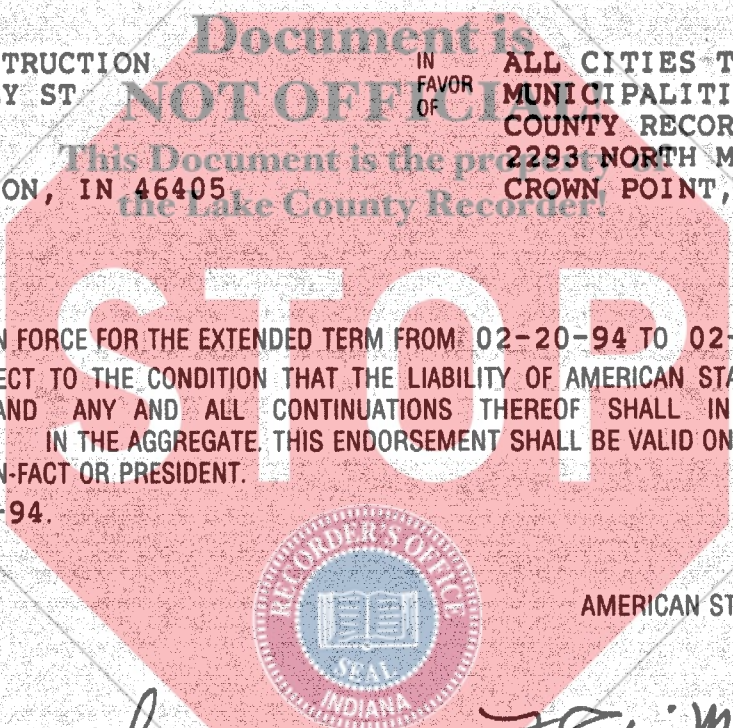 Document is
TRUCTION IN ALL CITIES T
Y ST FAVOR MUNICIPALITI
NOT OFFICIAL OF
COUNTY RECOR
This Document is the property of 2293 NORTH M
ON, IN 46405 CROWN POINT,
the Lake County Recorder!
STOP
N FORCE FOR THE EXTENDED TERM FROM 02-20-94 TO 02-
ECT TO THE CONDITION THAT THE LIABILITY OF AMERICAN STA
AND ANY AND ALL CONTINUATIONS THEREOF SHALL IN
IN THE AGGREGATE. THIS ENDORSEMENT SHALL BE VALID ON
N-FACT OR PRESIDENT.
-94.
RECORDER'S OFFICE
SEAL
INDIANA
AMERICAN ST